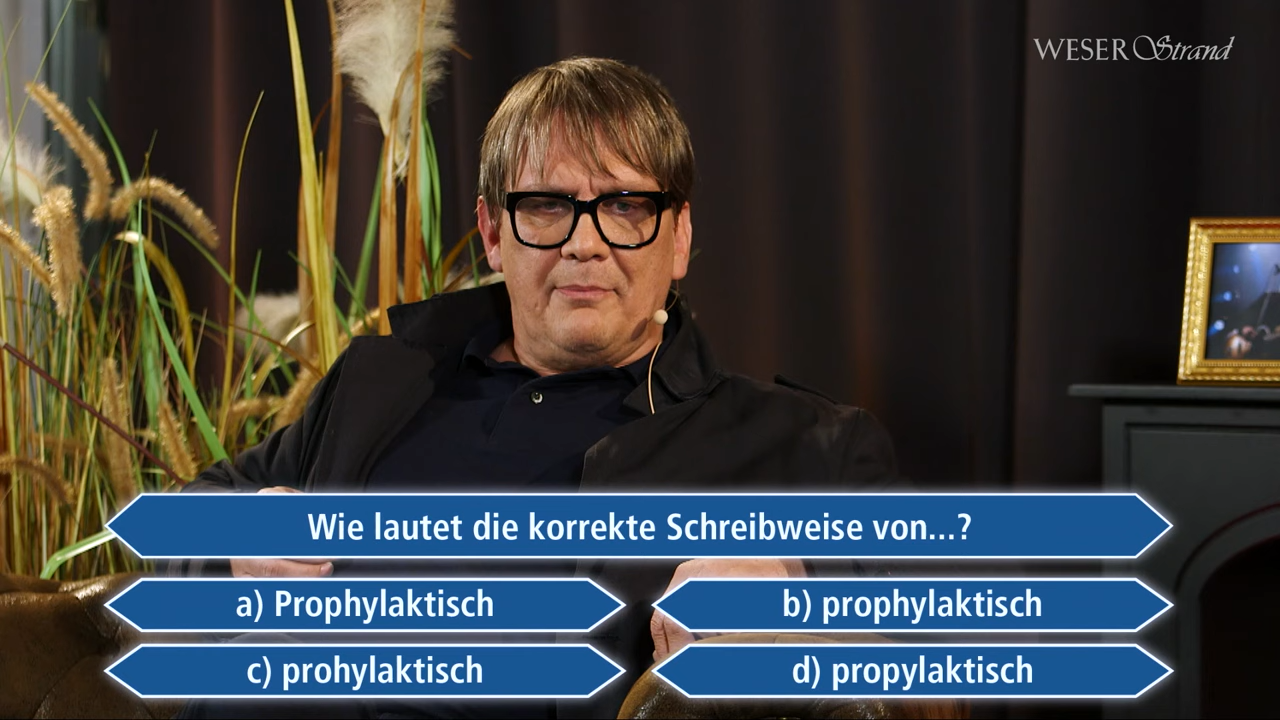 WESER Strand
Wie lautet die korrekte Schreibweise von...?
a) Prophylaktisch
b) prophylaktisch
c) prohylaktisch
d) propylaktisch